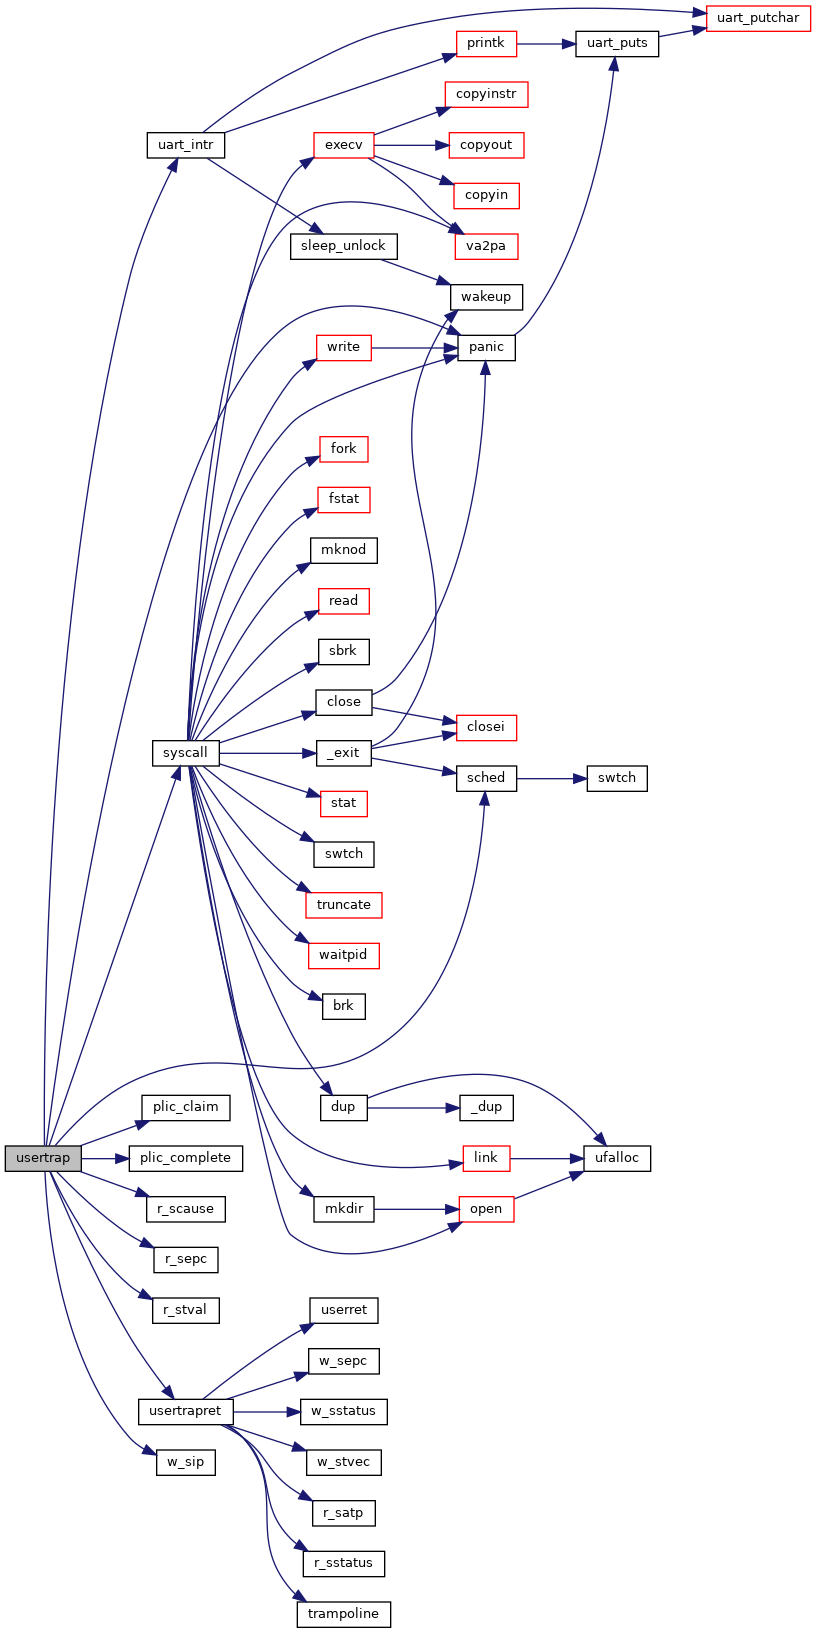 uart_putchar
printk
uart_puts
copyinstr
uart_intr
execv
copyout
copyin
sleep_unlock
va2pa
wakeup
write
panic
fork
fstat
mknod
read
sbrk
close
closei
syscall
_exit
sched
swtch
stat
swtch
truncate
waitpid
brk
plic_claim
dup
_dup
usertrap
plic_complete
link
ufalloc
r_scause
mkdir
open
r_sepc
r_stval
userret
w_sepc
usertrapret
w_sstatus
w_sip
w_stvec
r_satp
r_sstatus
trampoline